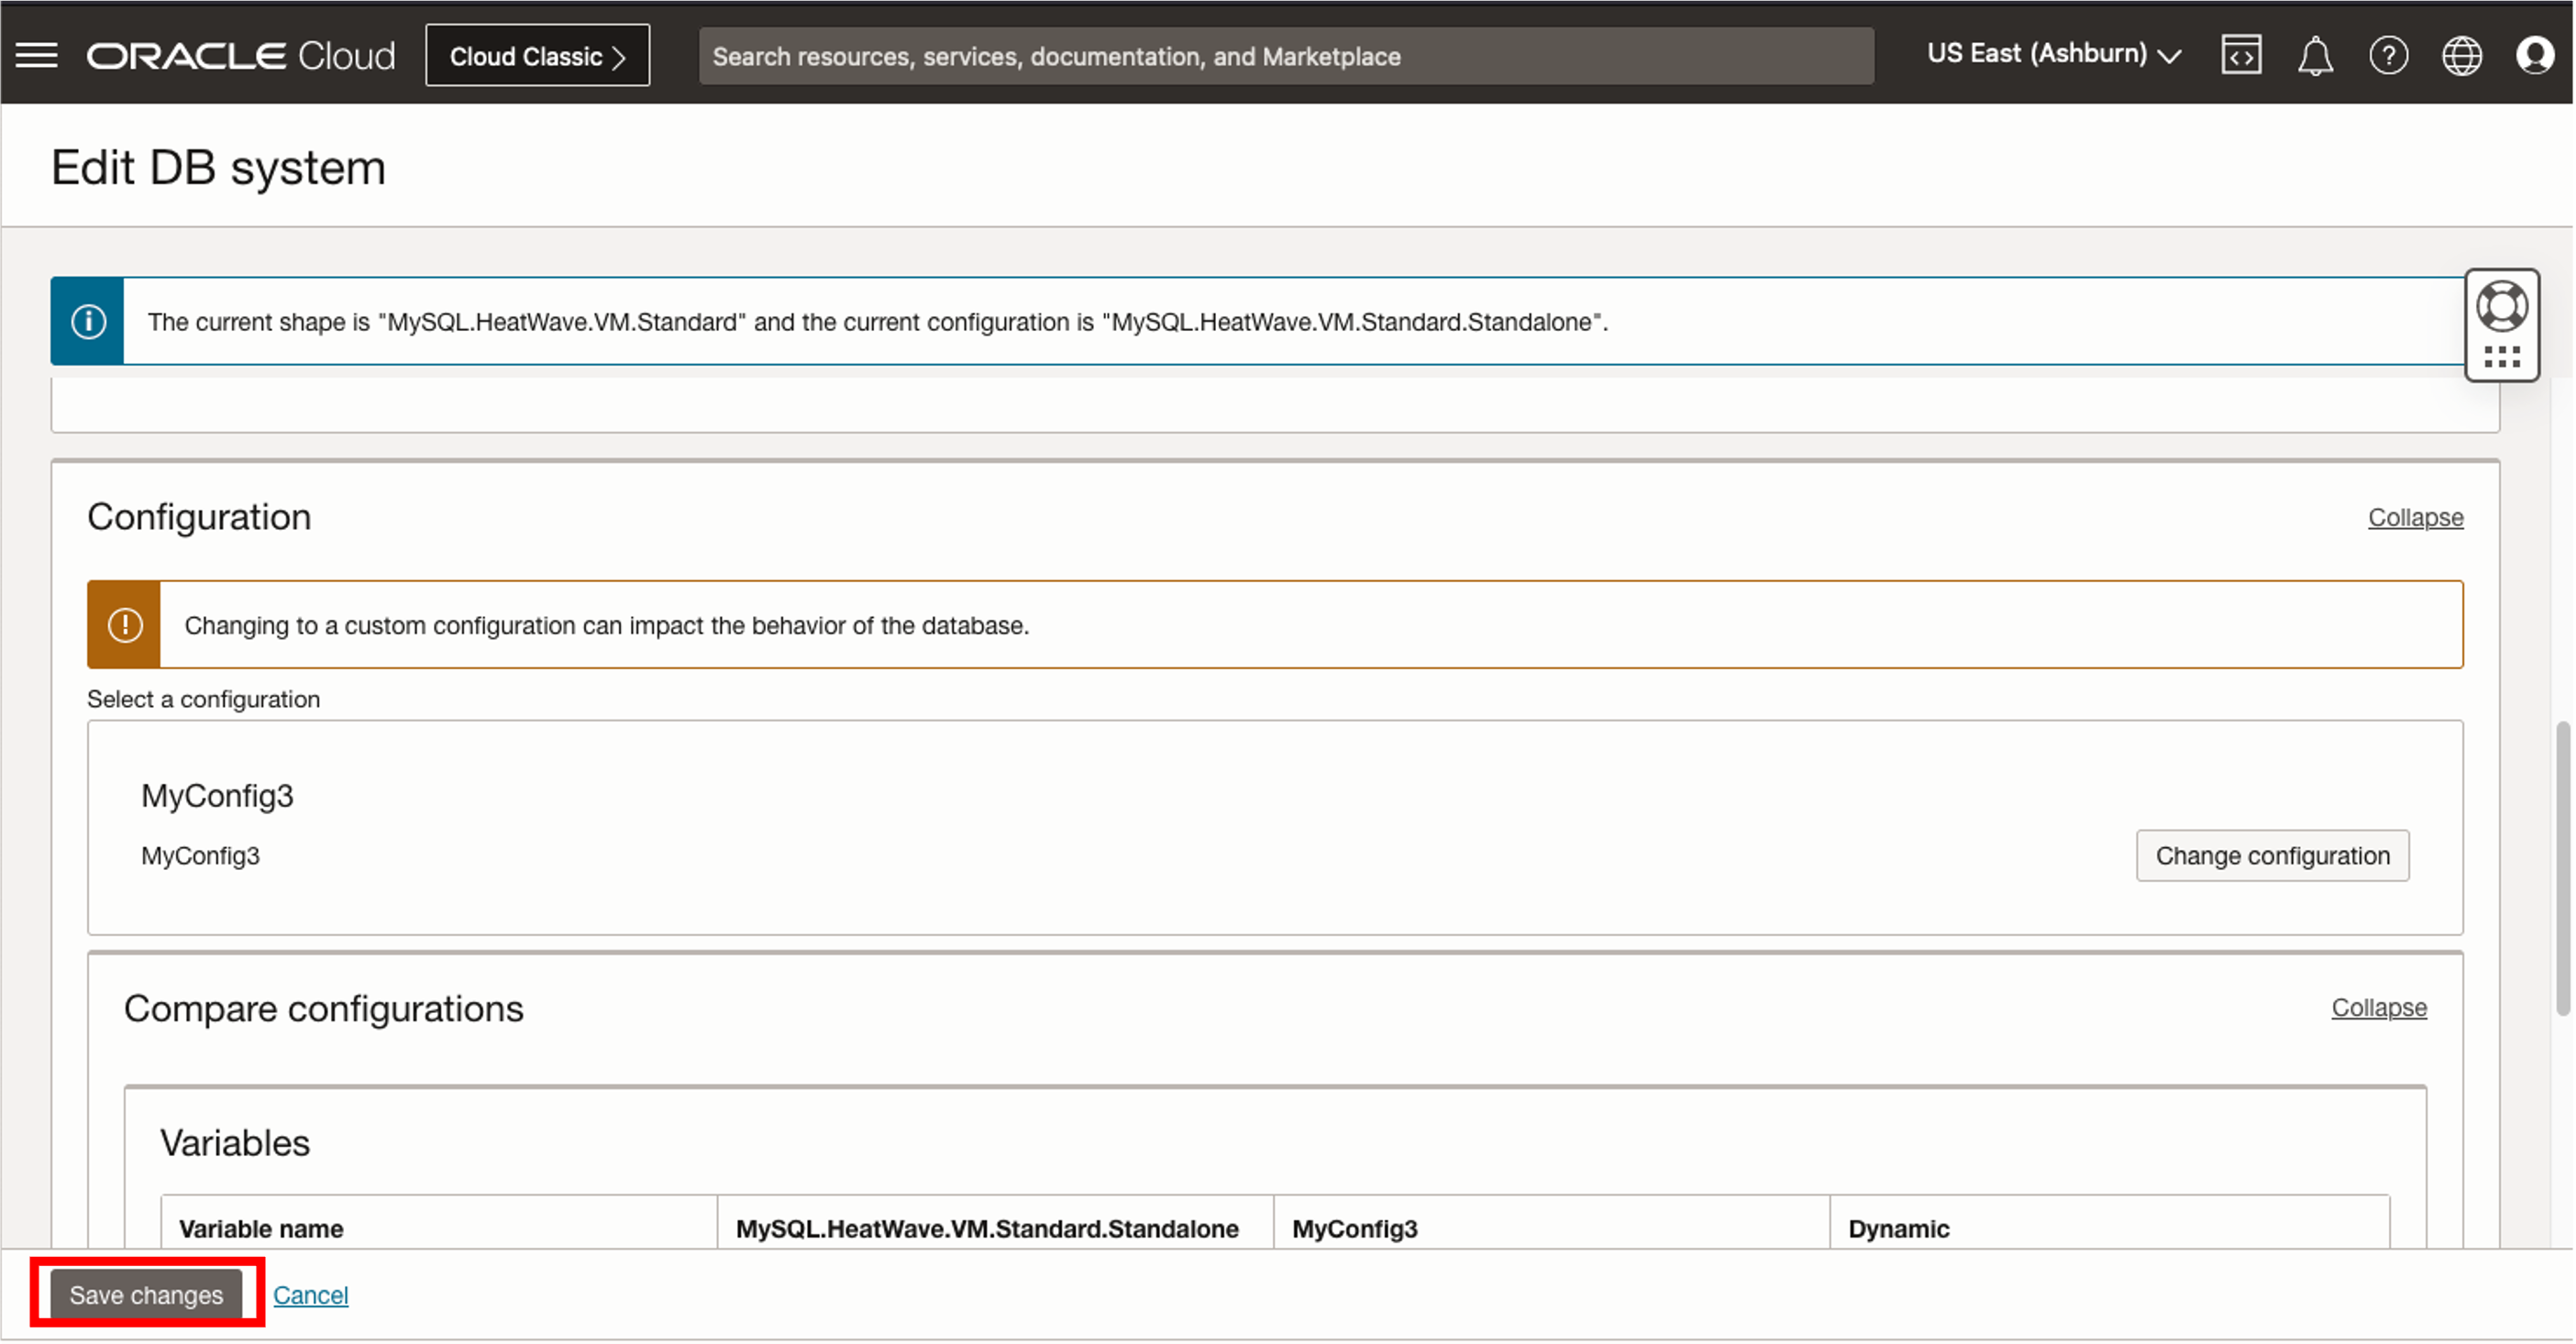 ORACLE Cloud
Cloud Classic
Search resources, services, documentation, and Marketplace
US East (Ashburn)
Edit DB system
The current shape is "MySQL.HeatWave.VM.Standard" and the current configuration is "MySQL.HeatWave.VM.Standard.Standalone".
Configuration
Collapse
Changing to a custom configuration can impact the behavior of the database.
Select a configuration
MyConfig3
MyConfig3
Change configuration
Compare configurations
Collapse
Variables
Variable name
MySQL.HeatWave.VM.Standard.Standalone
MyConfig3
Dynamic
Save changes
Cancel